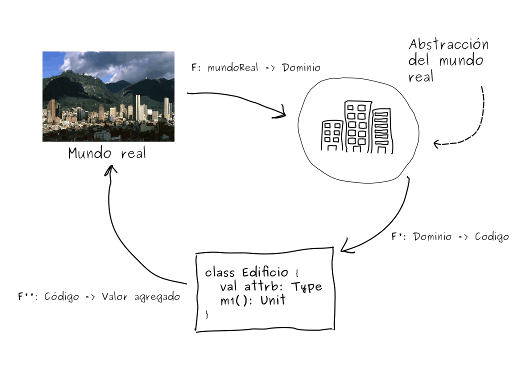 Abstracción
del mundo
real
F: mundoReal => Dominio
Mundo real
F*: Dominio => Codigo
class Edificio {
val attrb: Type
m1(): Unit
}
F**: Código => Valor agregado